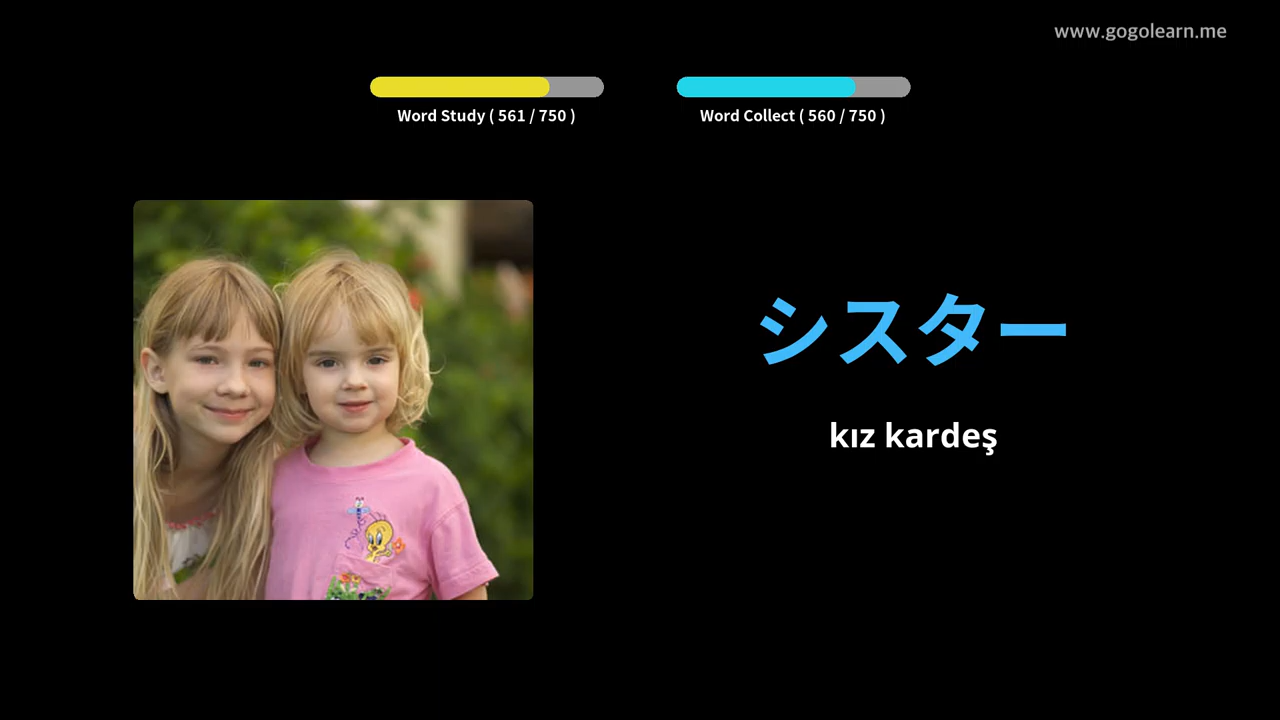 www.gogolearn.me
Word Study ( 561 / 750 )
Word Collect ( 560 / 750 )
シスター
kız kardeş